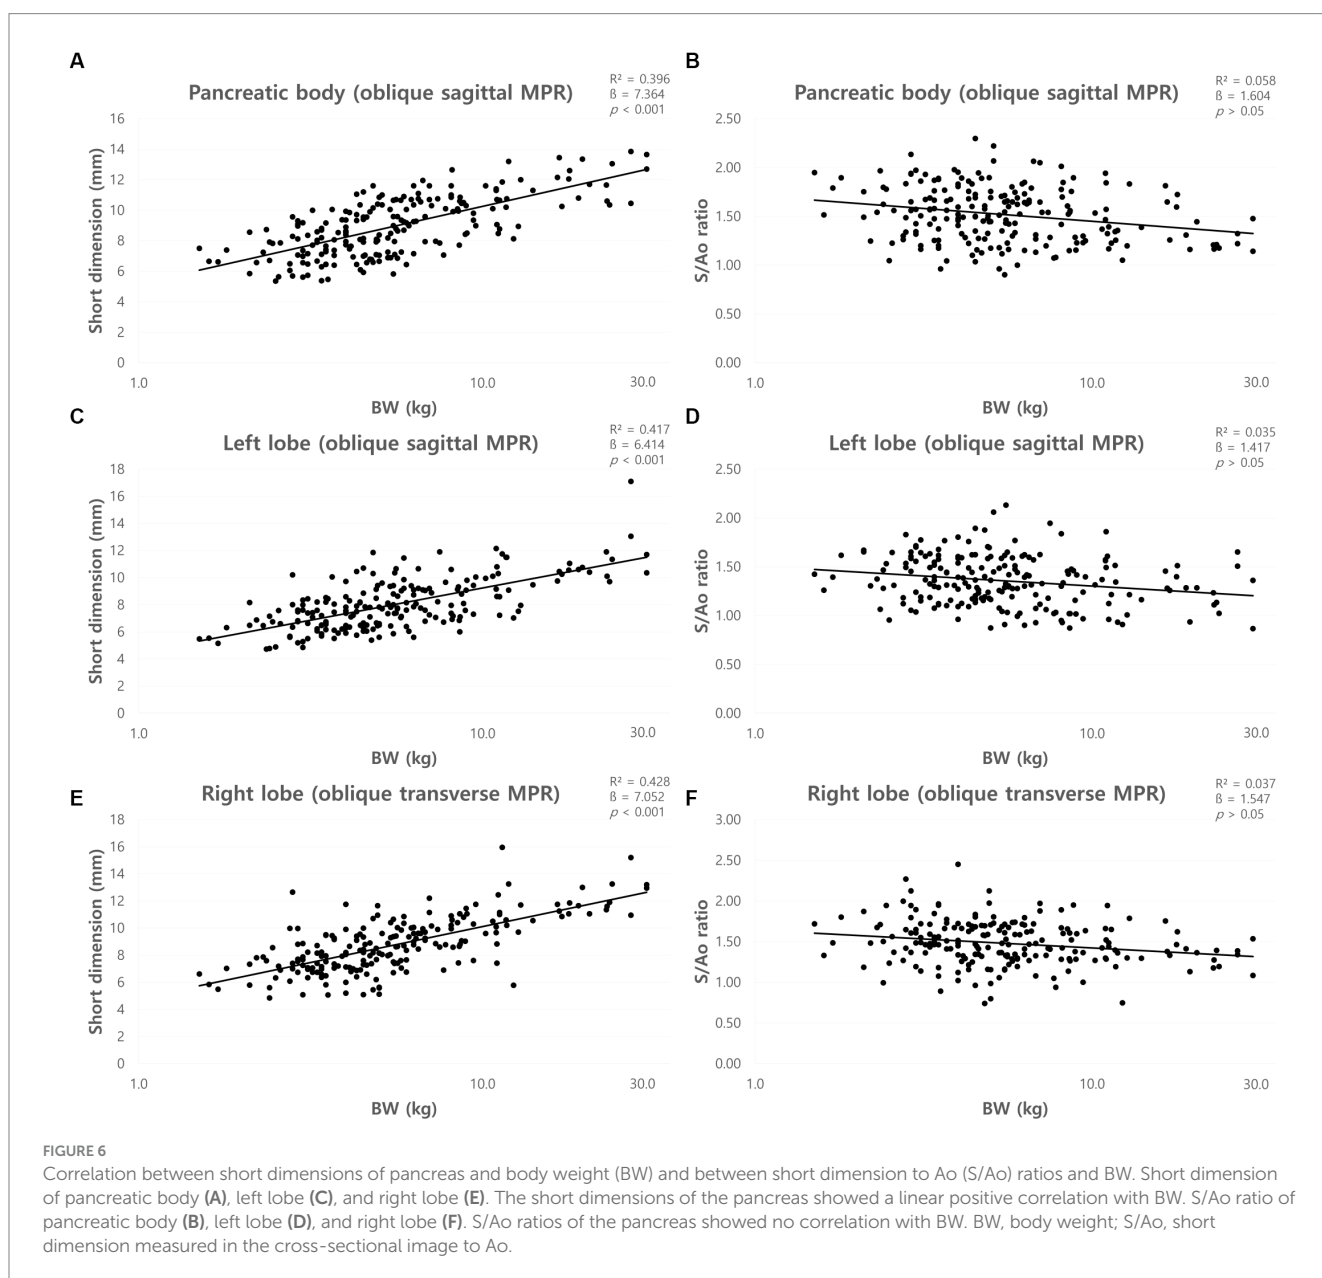 A
Pancreatic body (oblique sagittal MPR)
R² = 0.396
ß = 7.364
p < 0.001
Short dimension (mm)
16
14
12
10
8
6
4
2
0
1.0
10.0
30.0
BW (kg)
B
Pancreatic body (oblique sagittal MPR)
R² = 0.058
ß = 1.604
p > 0.05
S/Ao ratio
2.50
2.00
1.50
1.00
0.50
0.00
1.0
10.0
30.0
BW (kg)
C
Left lobe (oblique sagittal MPR)
R² = 0.417
ß = 6.414
p < 0.001
Short dimension (mm)
18
16
14
12
10
8
6
4
2
0
1.0
10.0
30.0
BW (kg)
D
Left lobe (oblique sagittal MPR)
R² = 0.035
ß = 1.417
p > 0.05
S/Ao ratio
2.50
2.00
1.50
1.00
0.50
0.00
1.0
10.0
30.0
BW (kg)
E
Right lobe (oblique transverse MPR)
R² = 0.428
ß = 7.052
p < 0.001
Short dimension (mm)
18
16
14
12
10
8
6
4
2
0
1.0
10.0
30.0
BW (kg)
F
Right lobe (oblique transverse MPR)
R² = 0.037
ß = 1.547
p > 0.05
S/Ao ratio
3.00
2.50
2.00
1.50
1.00
0.50
0.00
1.0
10.0
30.0
BW (kg)
FIGURE 6
Correlation between short dimensions of pancreas and body weight (BW) and between short dimension to Ao (S/Ao) ratios and BW. Short dimension
of pancreatic body (A), left lobe (C), and right lobe (E). The short dimensions of the pancreas showed a linear positive correlation with BW. S/Ao ratio of
pancreatic body (B), left lobe (D), and right lobe (F). S/Ao ratios of the pancreas showed no correlation with BW. BW, body weight; S/Ao, short
dimension measured in the cross-sectional image to Ao.